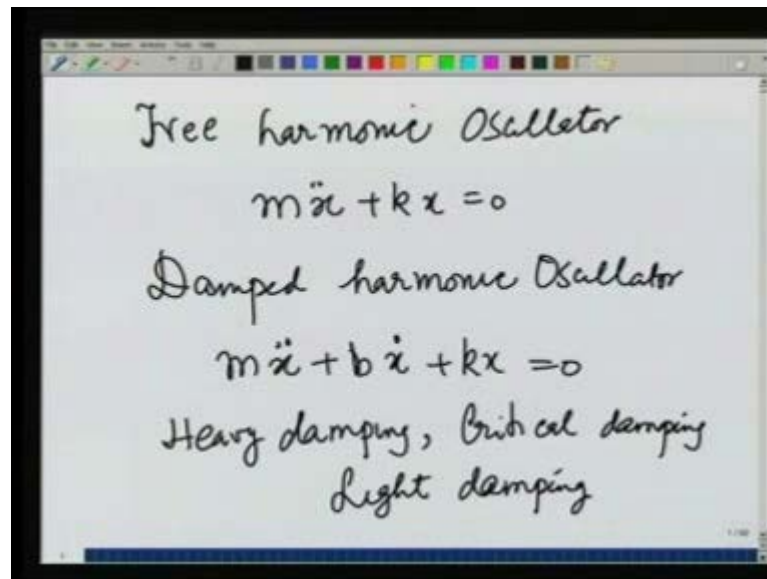 Free harmonic Oscillator
mẍ + kx = 0
Damped harmonic Oscillator
mẍ + bẋ + kx = 0
Heavy damping, Critical damping
Light damping